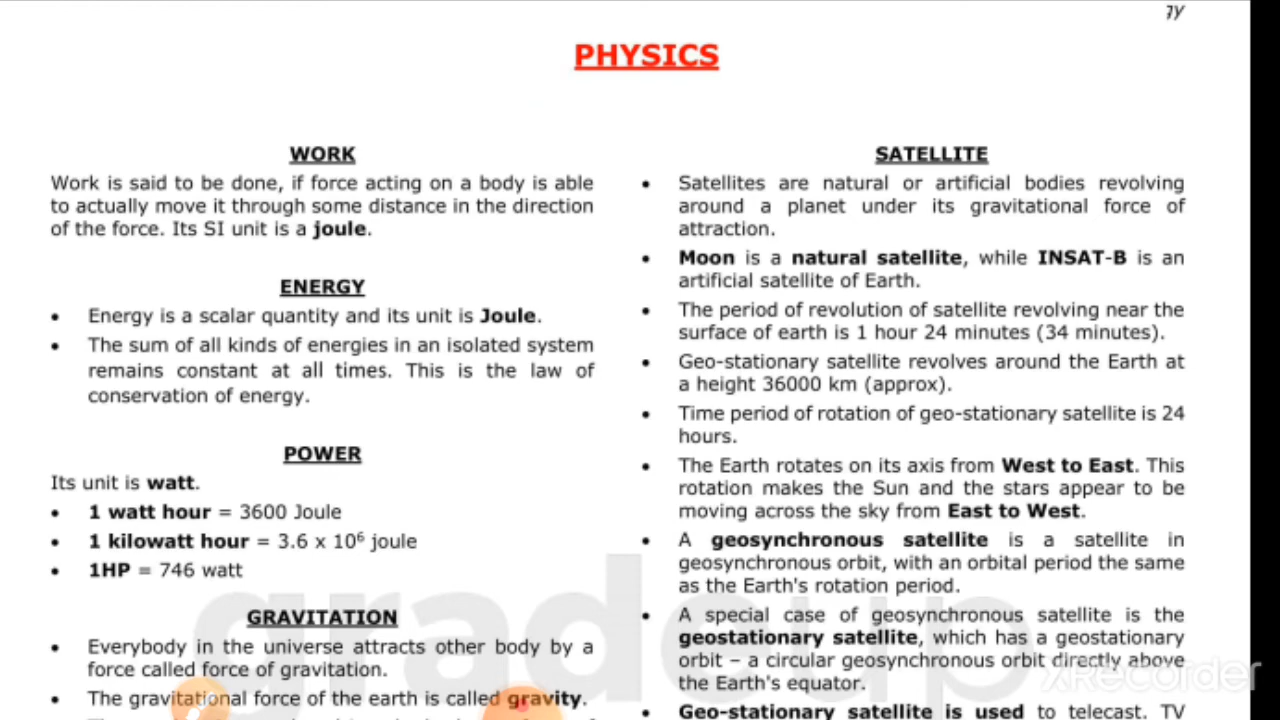 gy
PHYSICS
WORK
Work is said to be done, if force acting on a body is able
to actually move it through some distance in the direction
of the force. Its SI unit is a joule.
ENERGY
• Energy is a scalar quantity and its unit is Joule.
• The sum of all kinds of energies in an isolated system
remains constant at all times. This is the law of
conservation of energy.
POWER
Its unit is watt.
• 1 watt hour = 3600 Joule
• 1 kilowatt hour = 3.6 x 10⁶ joule
• 1HP = 746 watt
GRAVITATION
• Everybody in the universe attracts other body by a
force called force of gravitation.
• The gravitational force of the earth is called gravity.
SATELLITE
• Satellites are natural or artificial bodies revolving
around a planet under its gravitational force of
attraction.
• Moon is a natural satellite, while INSAT-B is an
artificial satellite of Earth.
• The period of revolution of satellite revolving near the
surface of earth is 1 hour 24 minutes (34 minutes).
• Geo-stationary satellite revolves around the Earth at
a height 36000 km (approx).
• Time period of rotation of geo-stationary satellite is 24
hours.
• The Earth rotates on its axis from West to East. This
rotation makes the Sun and the stars appear to be
moving across the sky from East to West.
• A geosynchronous satellite is a satellite in
geosynchronous orbit, with an orbital period the same
as the Earth's rotation period.
• A special case of geosynchronous satellite is the
geostationary satellite, which has a geostationary
orbit – a circular geosynchronous orbit directly above
the Earth's equator.
• Geo-stationary satellite is used to telecast. TV
gradeup
XRecorder